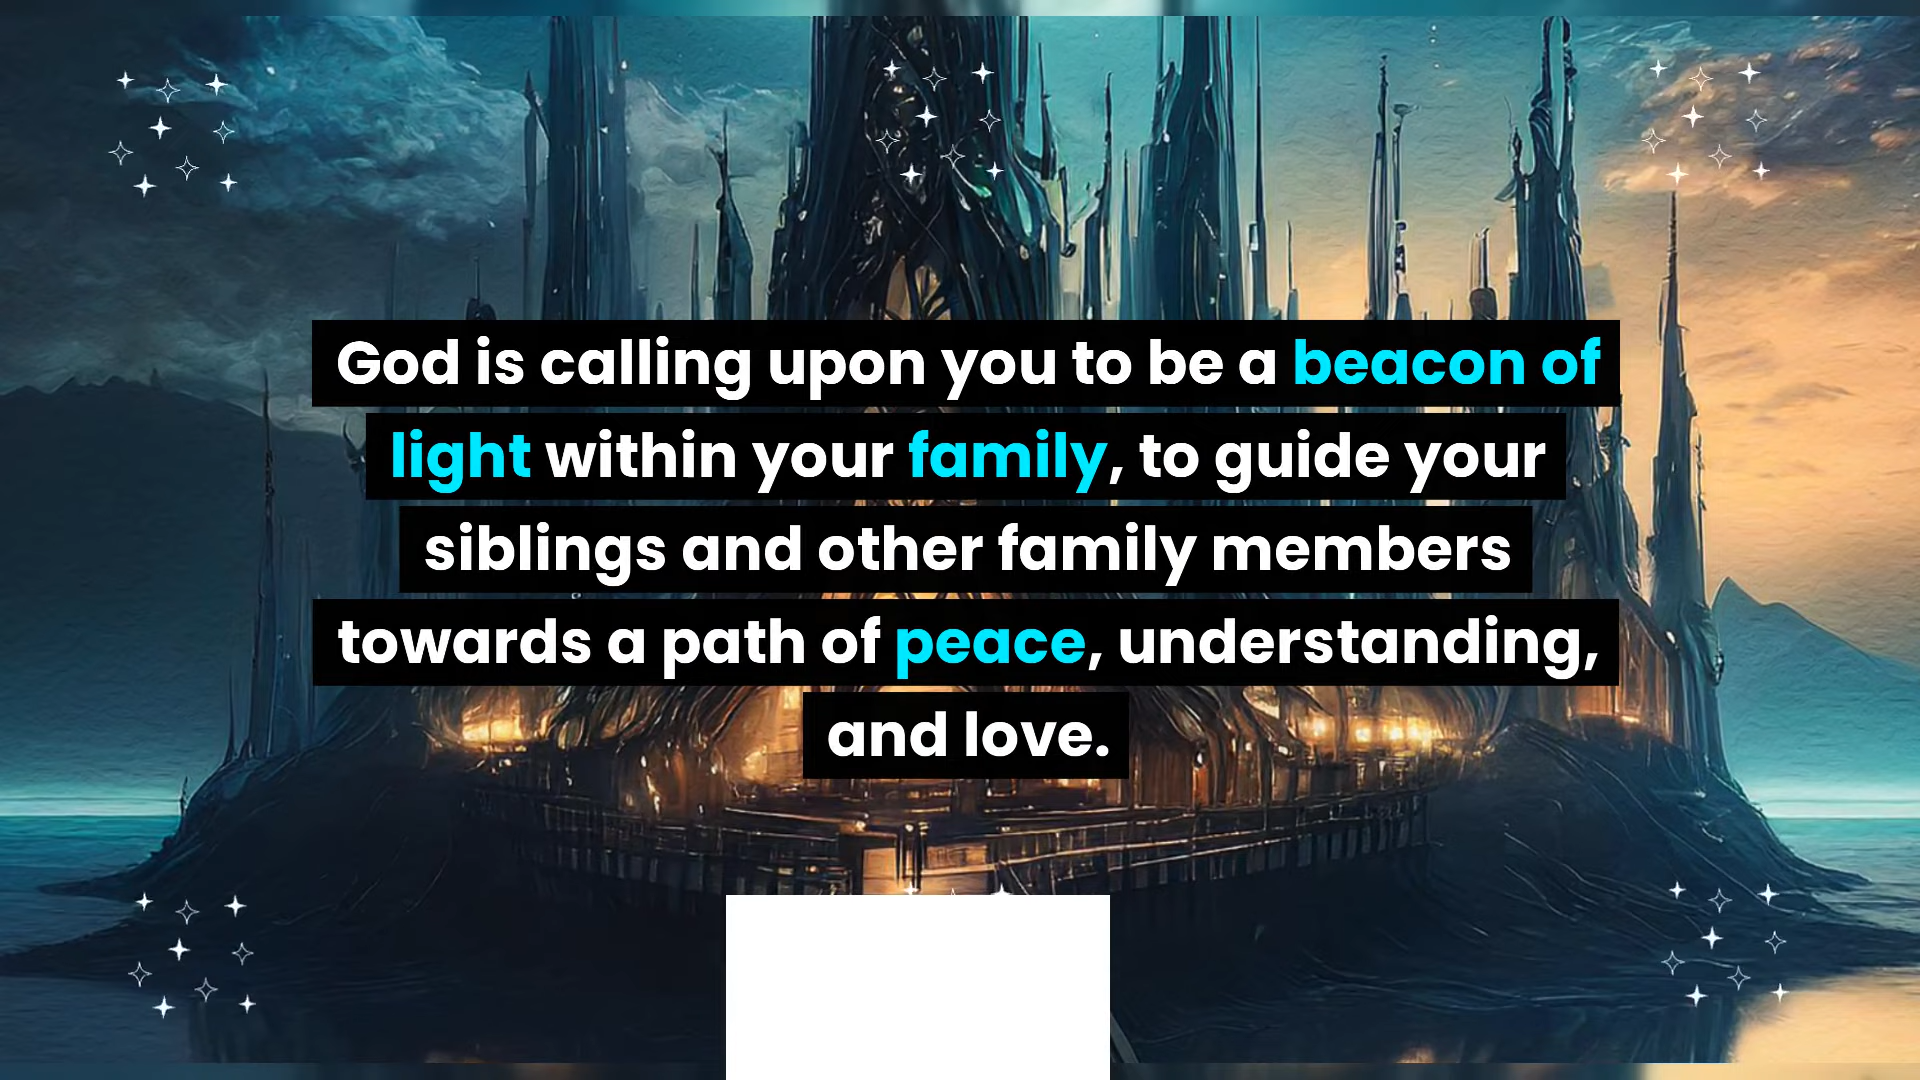 God is calling upon you to be a beacon of
light within your family, to guide your
siblings and other family members
towards a path of peace, understanding,
and love.